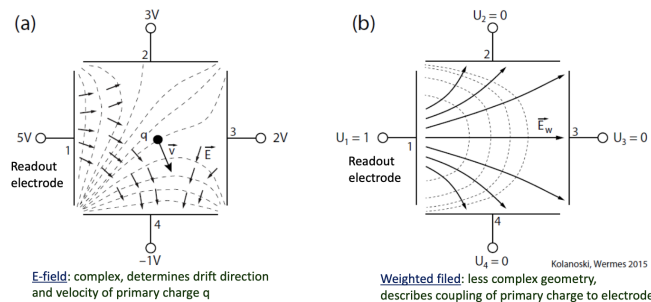 (a)
3V
2
5V
1
Readout
electrode
q
v
E
3
2V
4
−1V
E-field: complex, determines drift direction
and velocity of primary charge q
(b)
U2 = 0
2
U1 = 1
1
Readout
electrode
Ew
3
U3 = 0
4
U4 = 0
Kolanoski, Wermes 2015
Weighted filed: less complex geometry,
describes coupling of primary charge to electrode